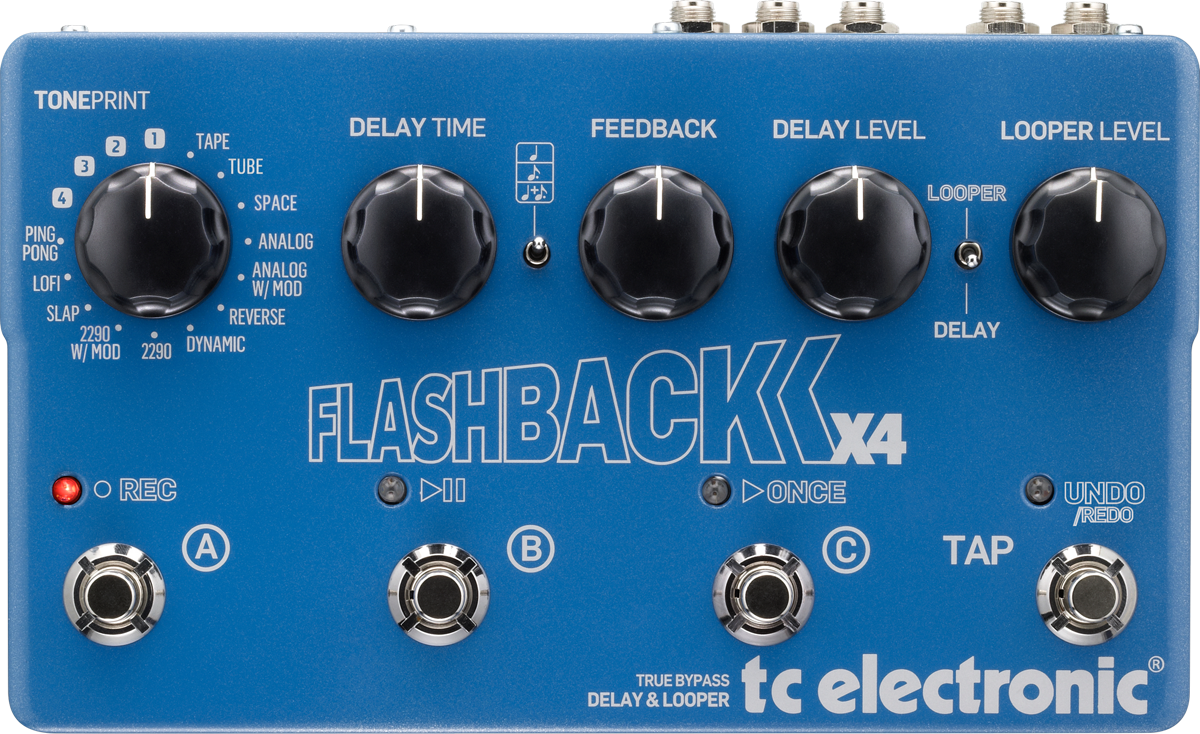 TONEPRINT
1
2
3
4
PING PONG
LOFI
SLAP
2290 W/ MOD
2290
DYNAMIC
REVERSE
ANALOG W/ MOD
ANALOG
SPACE
TUBE
TAPE
DELAY TIME
♩
♪
♩+♪
FEEDBACK
DELAY LEVEL
LOOPER
DELAY
LOOPER LEVEL
FLASHBACK X4
REC
A
B
ONCE
C
UNDO
/REDO
TAP
TRUE BYPASS
DELAY & LOOPER
tc electronic®